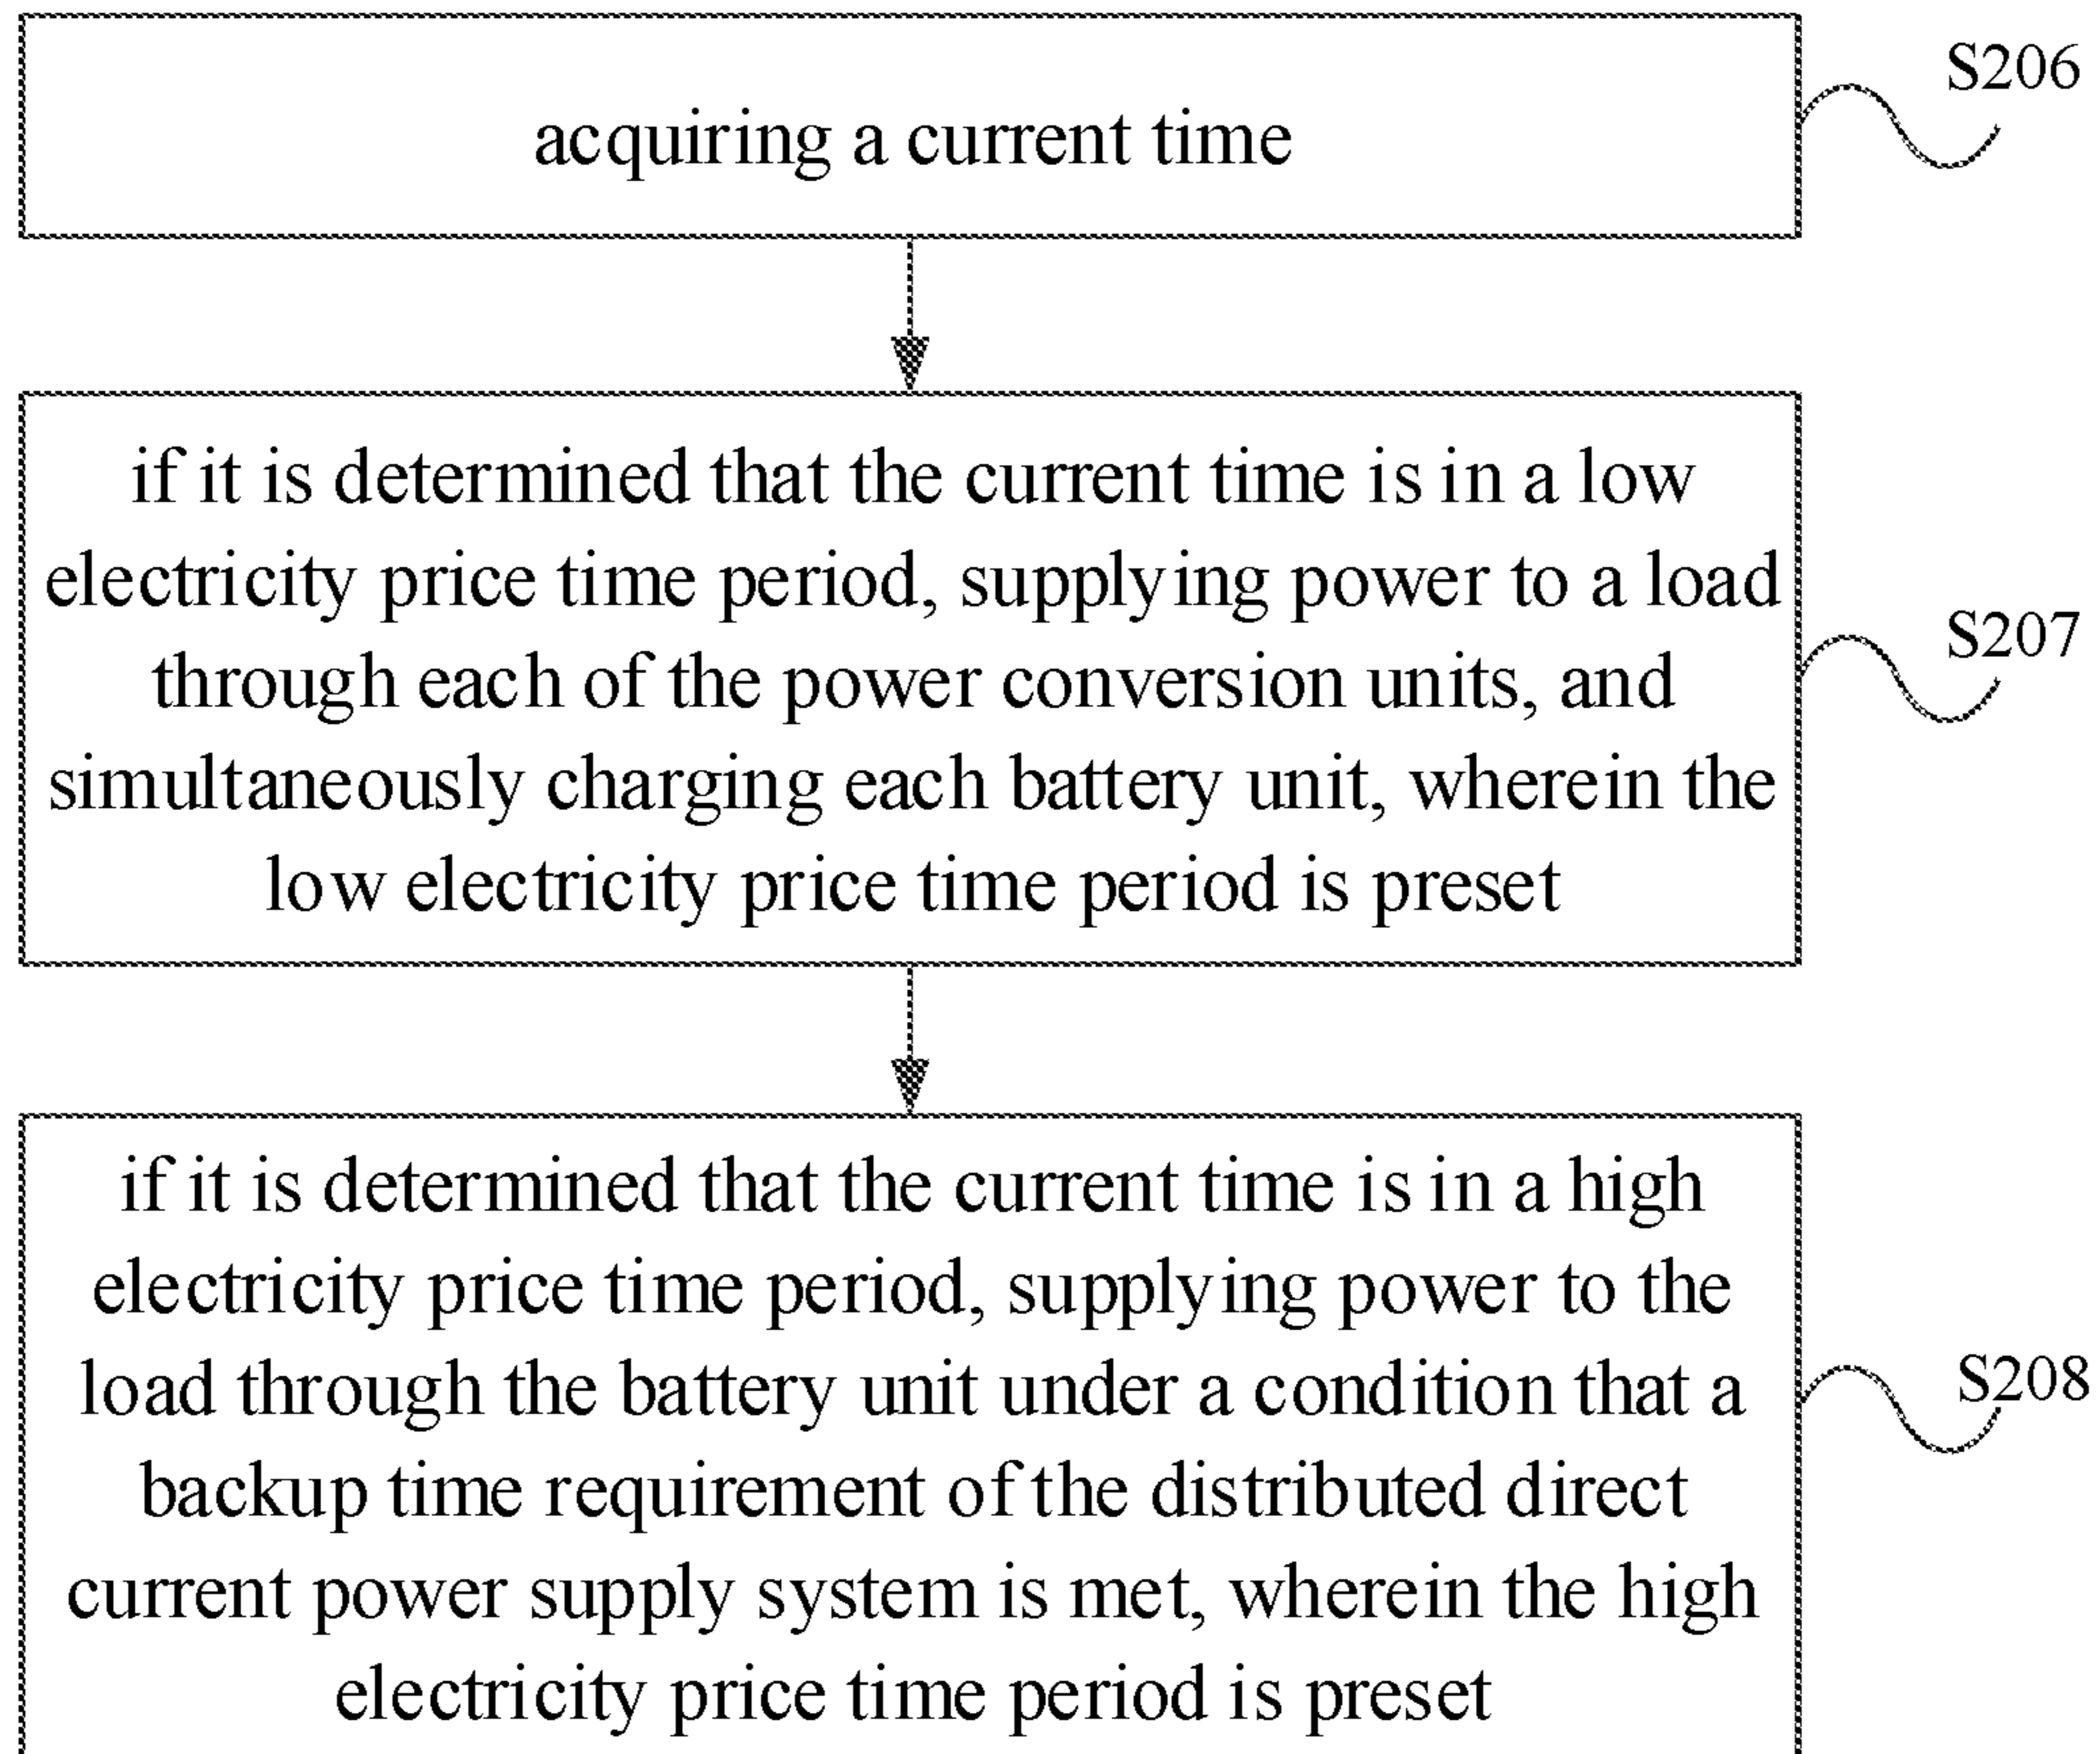 S206
acquiring a current time
if it is determined that the current time is in a low
electricity price time period, supplying power to a load
through each of the power conversion units, and
simultaneously charging each battery unit, wherein the
low electricity price time period is preset
S207
if it is determined that the current time is in a high
electricity price time period, supplying power to the
load through the battery unit under a condition that a
backup time requirement of the distributed direct
current power supply system is met, wherein the high
electricity price time period is preset
S208